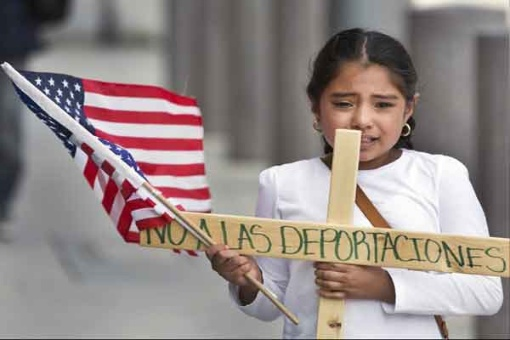 NO A LAS DEPORTACIONES